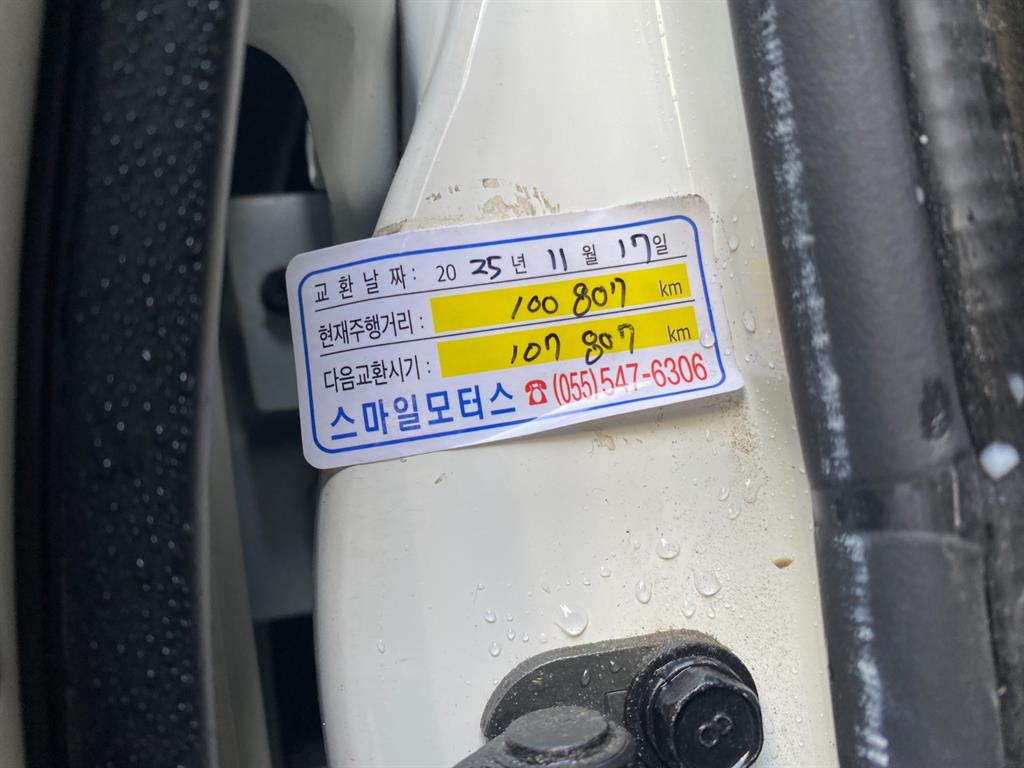 교환날짜 : 20 25 년 11 월 17 일
현재주행거리 : 100 807 km
다음교환시기 : 107 807 km
스마일모터스 ☎ (055)547-6306
8